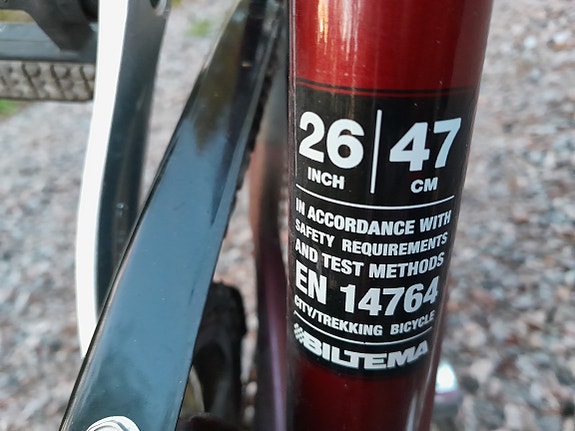 26 | 47
INCH CM
IN ACCORDANCE WITH
SAFETY REQUIREMENTS
AND TEST METHODS
EN 14764
CITY/TREKKING BICYCLE
BILTEMA